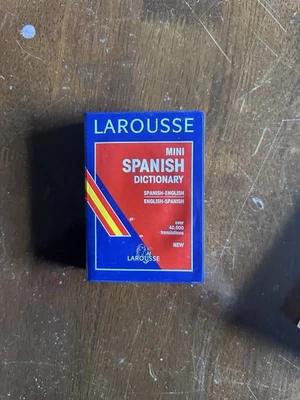 LAROUSSE
MINI
SPANISH
DICTIONARY
SPANISH-ENGLISH
ENGLISH-SPANISH
over
40,000
translations
NEW
LAROUSSE